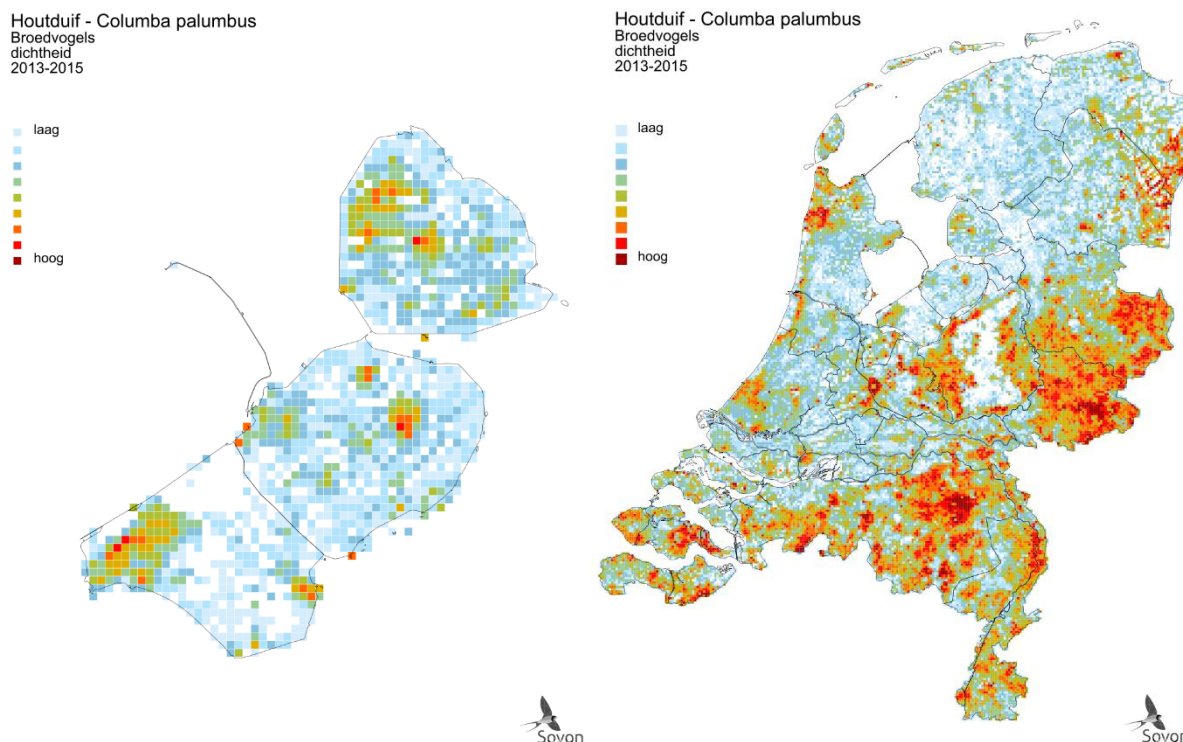 Houtduif - Columba palumbus
Broedvogels
dichtheid
2013-2015
laag
hoog
Sovon
Houtduif - Columba palumbus
Broedvogels
dichtheid
2013-2015
laag
hoog
Sovon